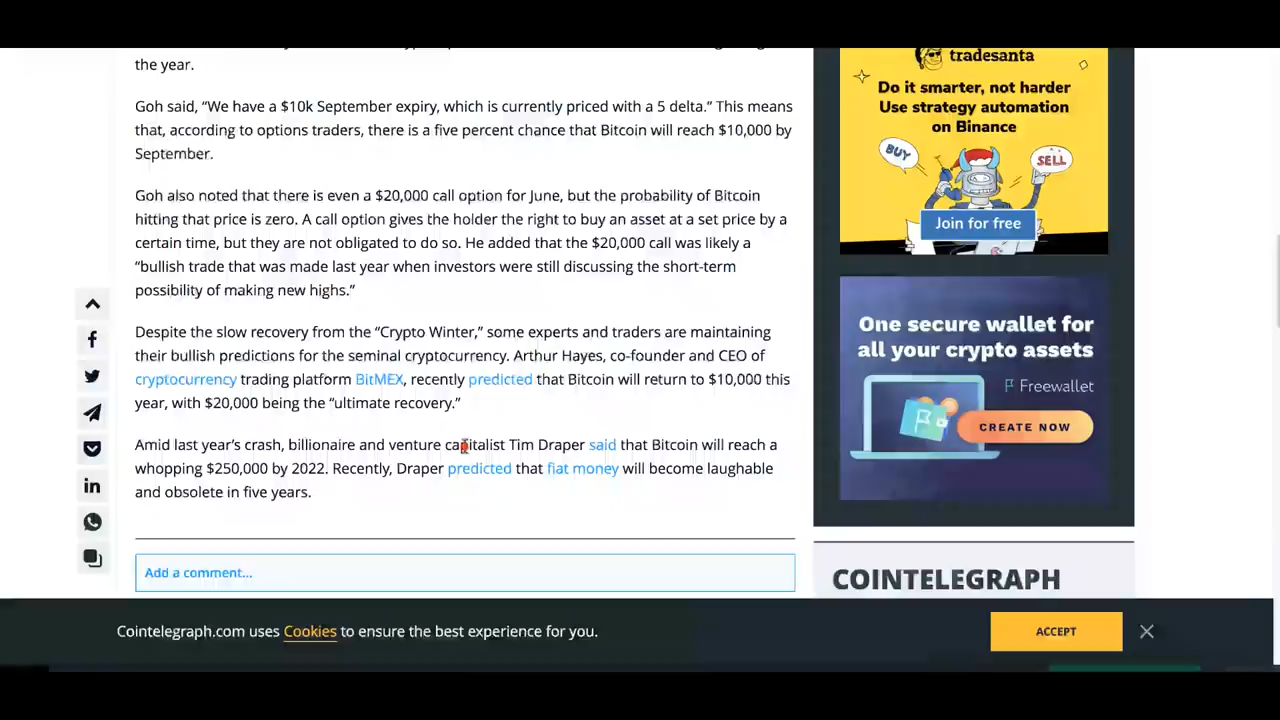 the year.
Goh said, “We have a $10k September expiry, which is currently priced with a 5 delta.” This means
that, according to options traders, there is a five percent chance that Bitcoin will reach $10,000 by
September.
Goh also noted that there is even a $20,000 call option for June, but the probability of Bitcoin
hitting that price is zero. A call option gives the holder the right to buy an asset at a set price by a
certain time, but they are not obligated to do so. He added that the $20,000 call was likely a
“bullish trade that was made last year when investors were still discussing the short-term
possibility of making new highs.”
Despite the slow recovery from the “Crypto Winter,” some experts and traders are maintaining
their bullish predictions for the seminal cryptocurrency. Arthur Hayes, co-founder and CEO of
cryptocurrency trading platform BitMEX, recently predicted that Bitcoin will return to $10,000 this
year, with $20,000 being the “ultimate recovery.”
Amid last year’s crash, billionaire and venture capitalist Tim Draper said that Bitcoin will reach a
whopping $250,000 by 2022. Recently, Draper predicted that fiat money will become laughable
and obsolete in five years.
Add a comment...
tradesanta
Do it smarter, not harder
Use strategy automation
on Binance
BUY
SELL
Join for free
One secure wallet for
all your crypto assets
Freewallet
CREATE NOW
COINTELEGRAPH
Cointelegraph.com uses Cookies to ensure the best experience for you.
ACCEPT